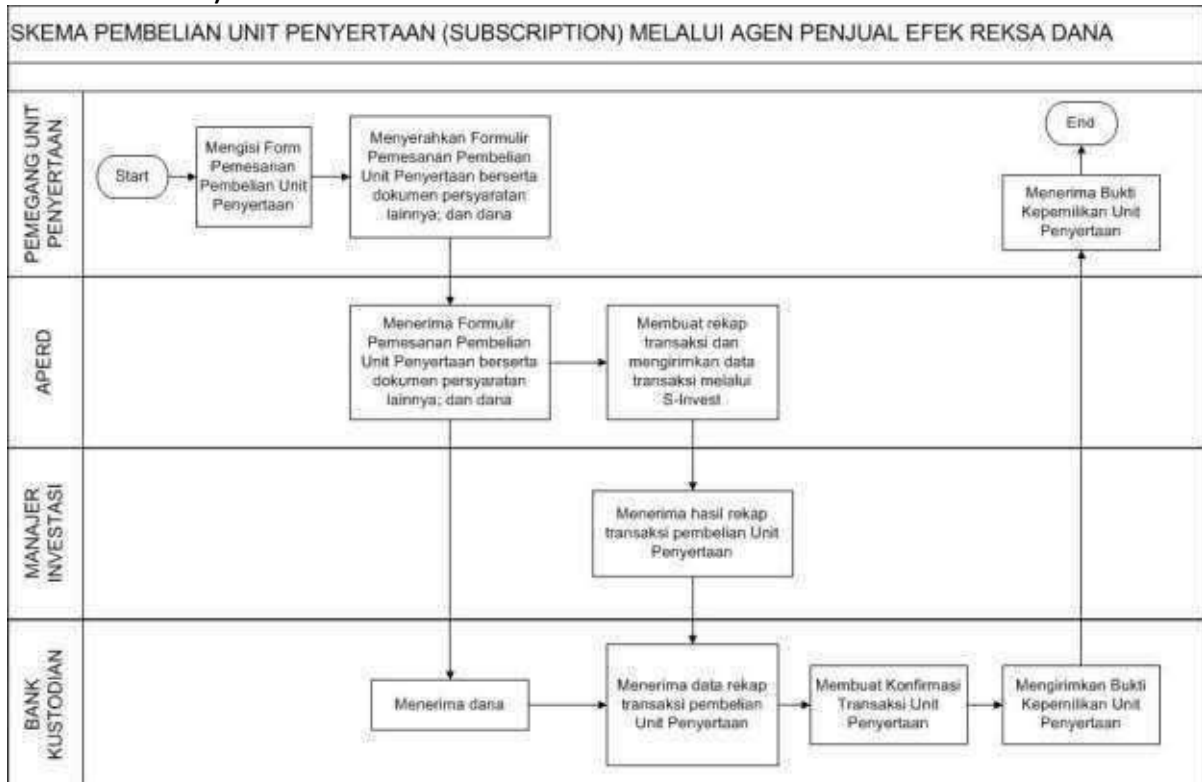 SKEMA PEMBELIAN UNIT PENYERTAAN (SUBSCRIPTION) MELALUI AGEN PENJUAL EFEK REKSA DANA
PEMEGANG UNIT
PENYERTAAN
Start
Mengisi Form
Pemesanan
Pembelian Unit
Penyertaan
Menyerahkan Formulir
Pemesanan Pembelian
Unit Penyertaan berserta
dokumen persyaratan
lainnya; dan dana
End
Menerima Bukti
Kepemilikan Unit
Penyertaan
APERD
Menerima Formulir
Pemesanan Pembelian
Unit Penyertaan berserta
dokumen persyaratan
lainnya; dan dana
Membuat rekap
transaksi dan
mengirimkan data
transaksi melalui
S-Invest
MANAJER
INVESTASI
Menerima hasil rekap
transaksi pembelian Unit
Penyertaan
BANK
KUSTODIAN
Menerima dana
Menerima data rekap
transaksi pembelian
Unit Penyertaan
Membuat Konfirmasi
Transaksi Unit
Penyertaan
Mengirimkan Bukti
Kepemilikan Unit
Penyertaan